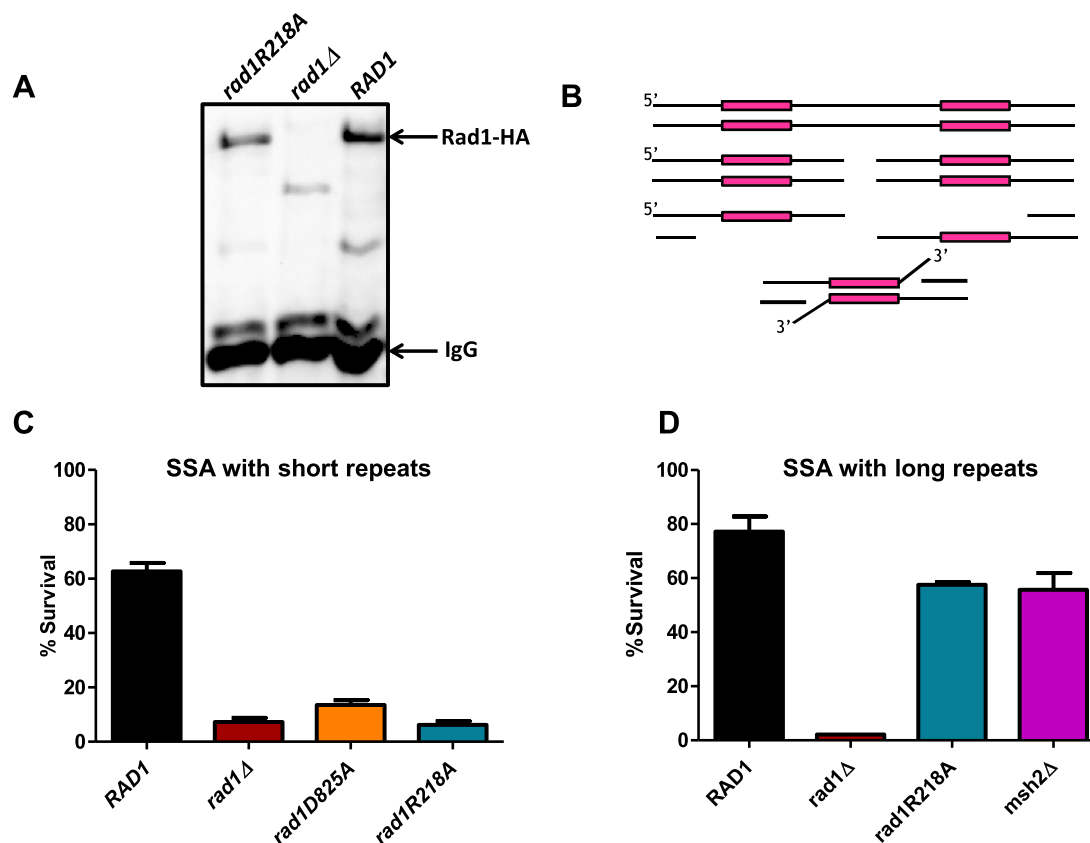 A
rad1R218A
rad1Δ
RAD1
Rad1-HA
IgG
B
5’
5’
5’
3’
3’
C
SSA with short repeats
% Survival
100
80
60
40
20
0
RAD1
rad1Δ
rad1D825A
rad1R218A
D
SSA with long repeats
%Survival
100
80
60
40
20
0
RAD1
rad1Δ
rad1R218A
msh2Δ